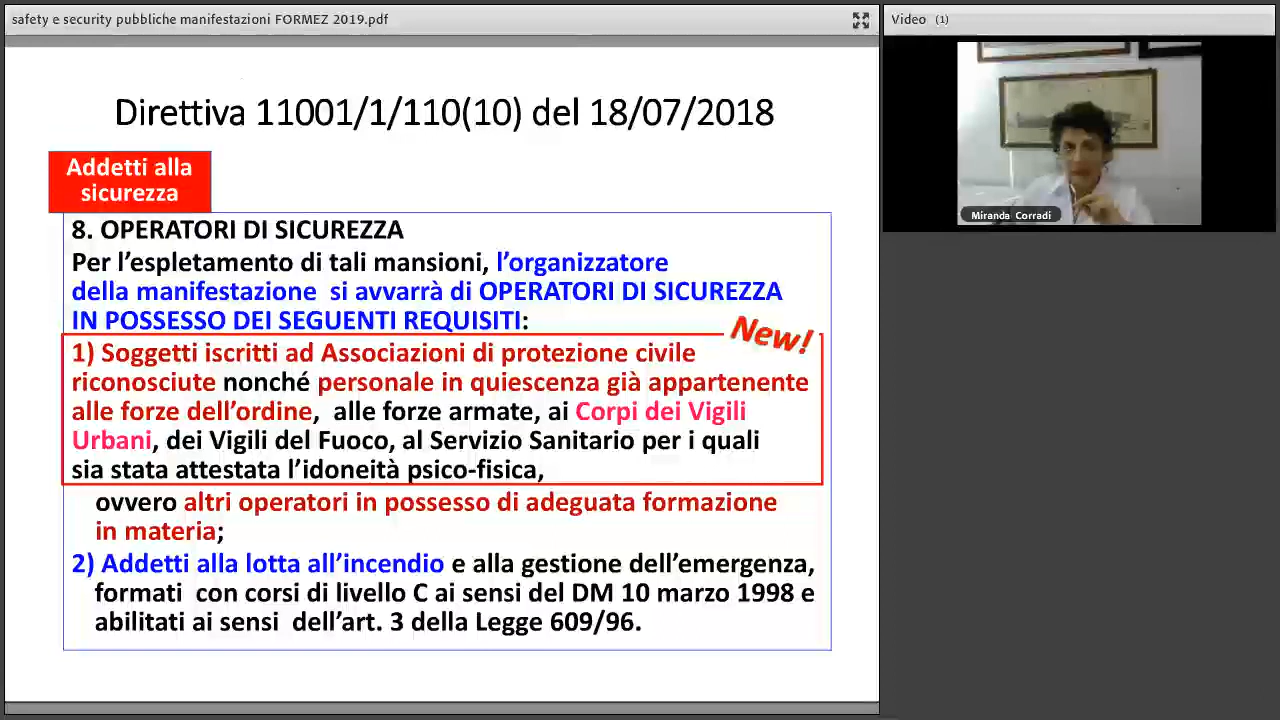 safety e security pubbliche manifestazioni FORMEZ 2019.pdf
Video (1)
Direttiva 11001/1/110(10) del 18/07/2018
Addetti alla
sicurezza
8. OPERATORI DI SICUREZZA
Per l’espletamento di tali mansioni, l’organizzatore
della manifestazione si avvarrà di OPERATORI DI SICUREZZA
IN POSSESSO DEI SEGUENTI REQUISITI:
New!
1) Soggetti iscritti ad Associazioni di protezione civile
riconosciute nonché personale in quiescenza già appartenente
alle forze dell’ordine, alle forze armate, ai Corpi dei Vigili
Urbani, dei Vigili del Fuoco, al Servizio Sanitario per i quali
sia stata attestata l’idoneità psico-fisica,
ovvero altri operatori in possesso di adeguata formazione
in materia;
2) Addetti alla lotta all’incendio e alla gestione dell’emergenza,
formati con corsi di livello C ai sensi del DM 10 marzo 1998 e
abilitati ai sensi dell’art. 3 della Legge 609/96.
Miranda Corradi